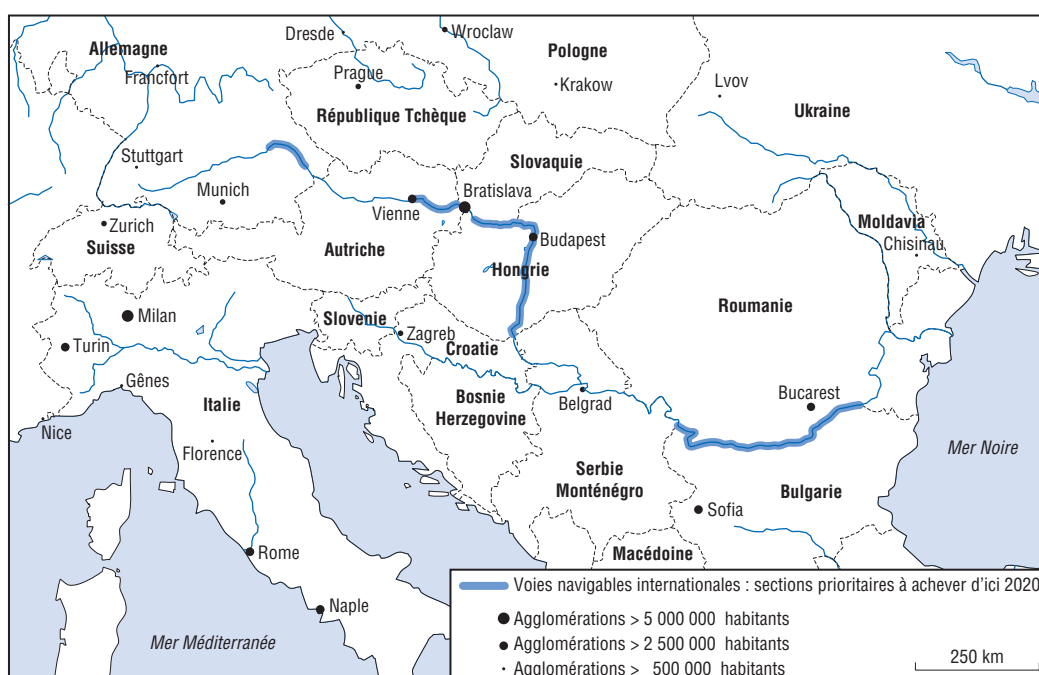 Dresde
Wroclaw
Allemagne
Pologne
Francfort
Prague
Krakow
Lvov
Ukraine
République Tchèque
Stuttgart
Slovaquie
Munich
Vienne
Bratislava
Zurich
Suisse
Autriche
Budapest
Hongrie
Moldavia
Chisinau
Roumanie
Milan
Slovenie
Zagreb
Croatie
Turin
Gênes
Italie
Bosnie
Herzegovine
Belgrad
Bucarest
Nice
Florence
Mer Noire
Serbie
Monténégro
Bulgarie
Sofia
Rome
Macédoine
Naple
Mer Méditerranée
Voies navigables internationales : sections prioritaires à achever d'ici 2020
Agglomérations > 5 000 000 habitants
Agglomérations > 2 500 000 habitants
Agglomérations > 500 000 habitants
250 km